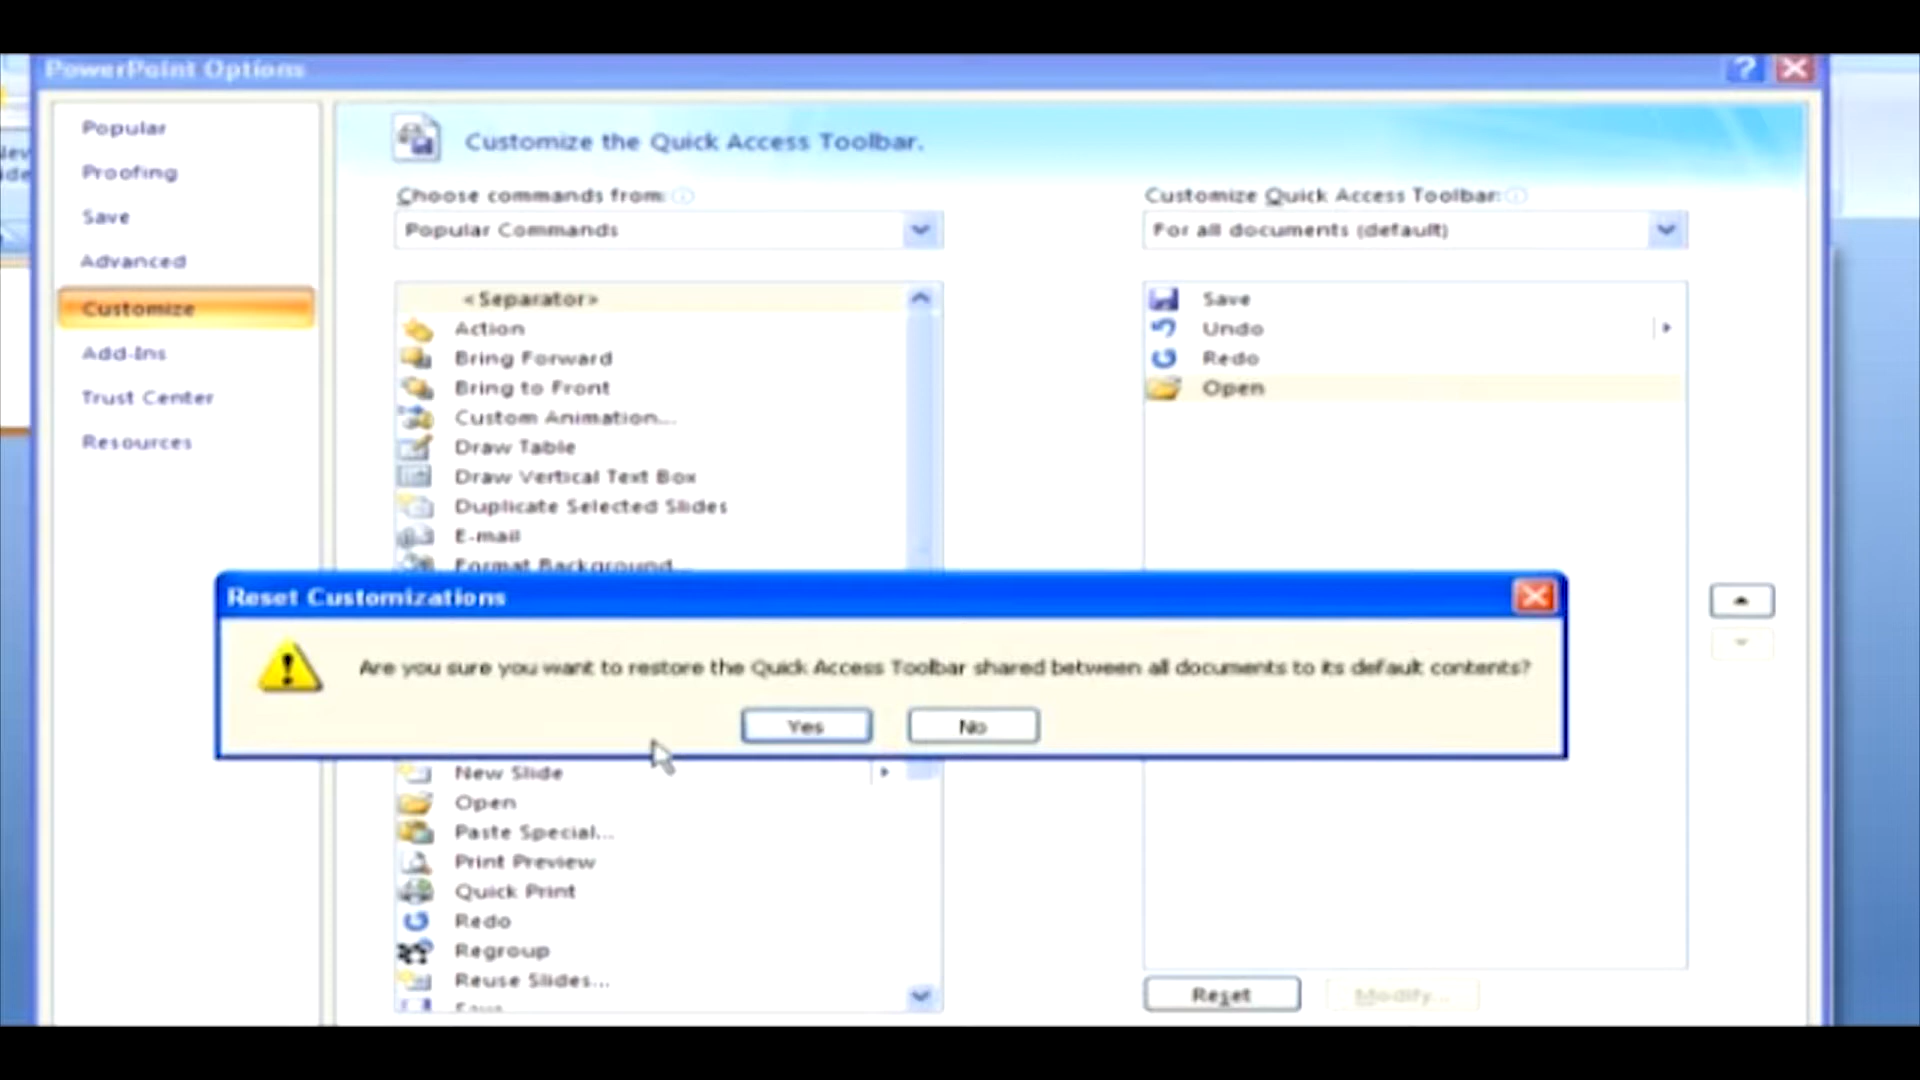 PowerPoint Options
?
Popular
Proofing
Save
Advanced
Customize
Add-Ins
Trust Center
Resources
Customize the Quick Access Toolbar.
Choose commands from:
Popular Commands
<Separator>
Action
Bring Forward
Bring to Front
Custom Animation...
Draw Table
Draw Vertical Text Box
Duplicate Selected Slides
E-mail
Format Background...
Customize Quick Access Toolbar:
For all documents (default)
Save
Undo
Redo
Open
Reset Customizations
Are you sure you want to restore the Quick Access Toolbar shared between all documents to its default contents?
Yes
No
New Slide
Open
Paste Special...
Print Preview
Quick Print
Redo
Regroup
Reuse Slides...
Save
Reset
Modify...